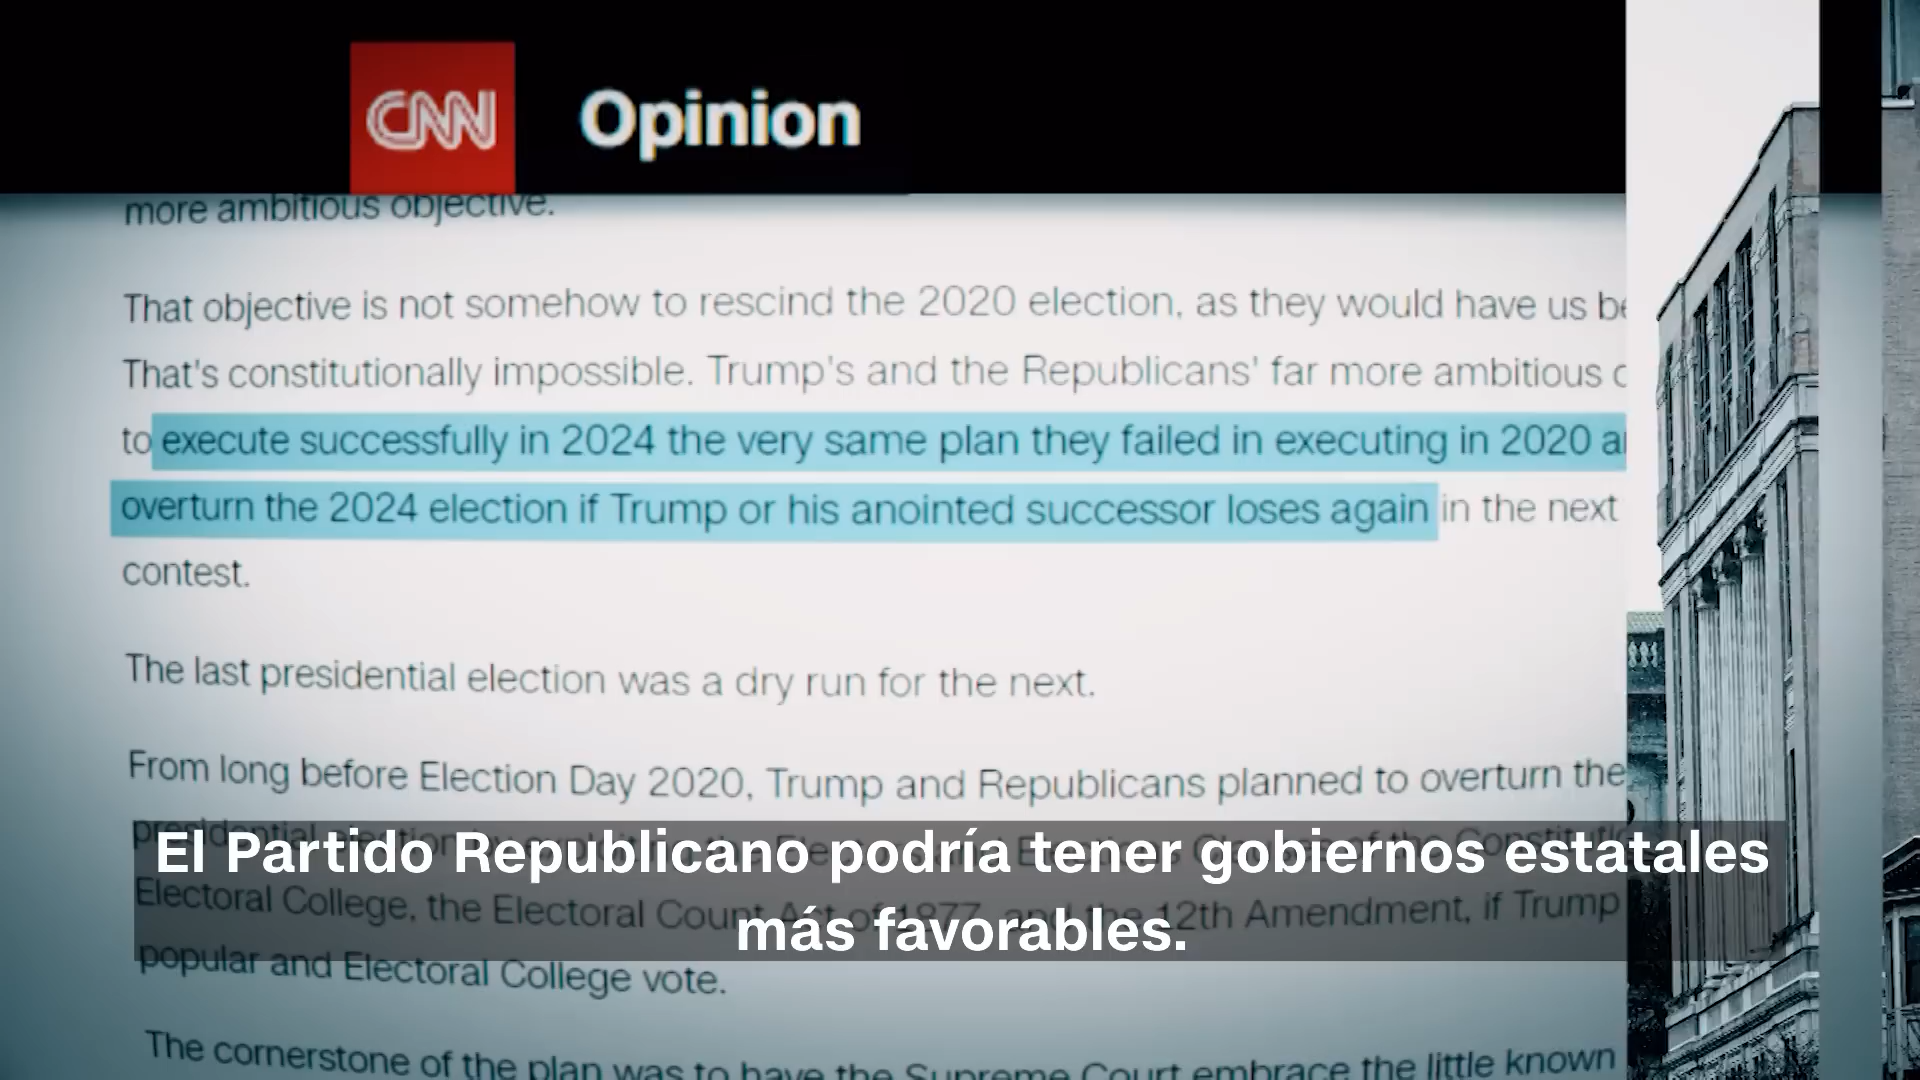 CNN Opinion
more ambitious objective.
That objective is not somehow to rescind the 2020 election, as they would have us
That's constitutionally impossible. Trump's and the Republicans' far more ambitious
to execute successfully in 2024 the very same plan they failed in executing in 2020
overturn the 2024 election if Trump or his anointed successor loses again in the next
contest.
The last presidential election was a dry run for the next.
From long before Election Day 2020, Trump and Republicans planned to overturn the
presidential election
El Partido Republicano podría tener gobiernos estatales
Electoral College, the Electoral Count Act of 1877, and the 12th Amendment, if Trump
más favorables.
popular and Electoral College vote.
The cornerstone of the plan was to have the Supreme Court embrace the little known